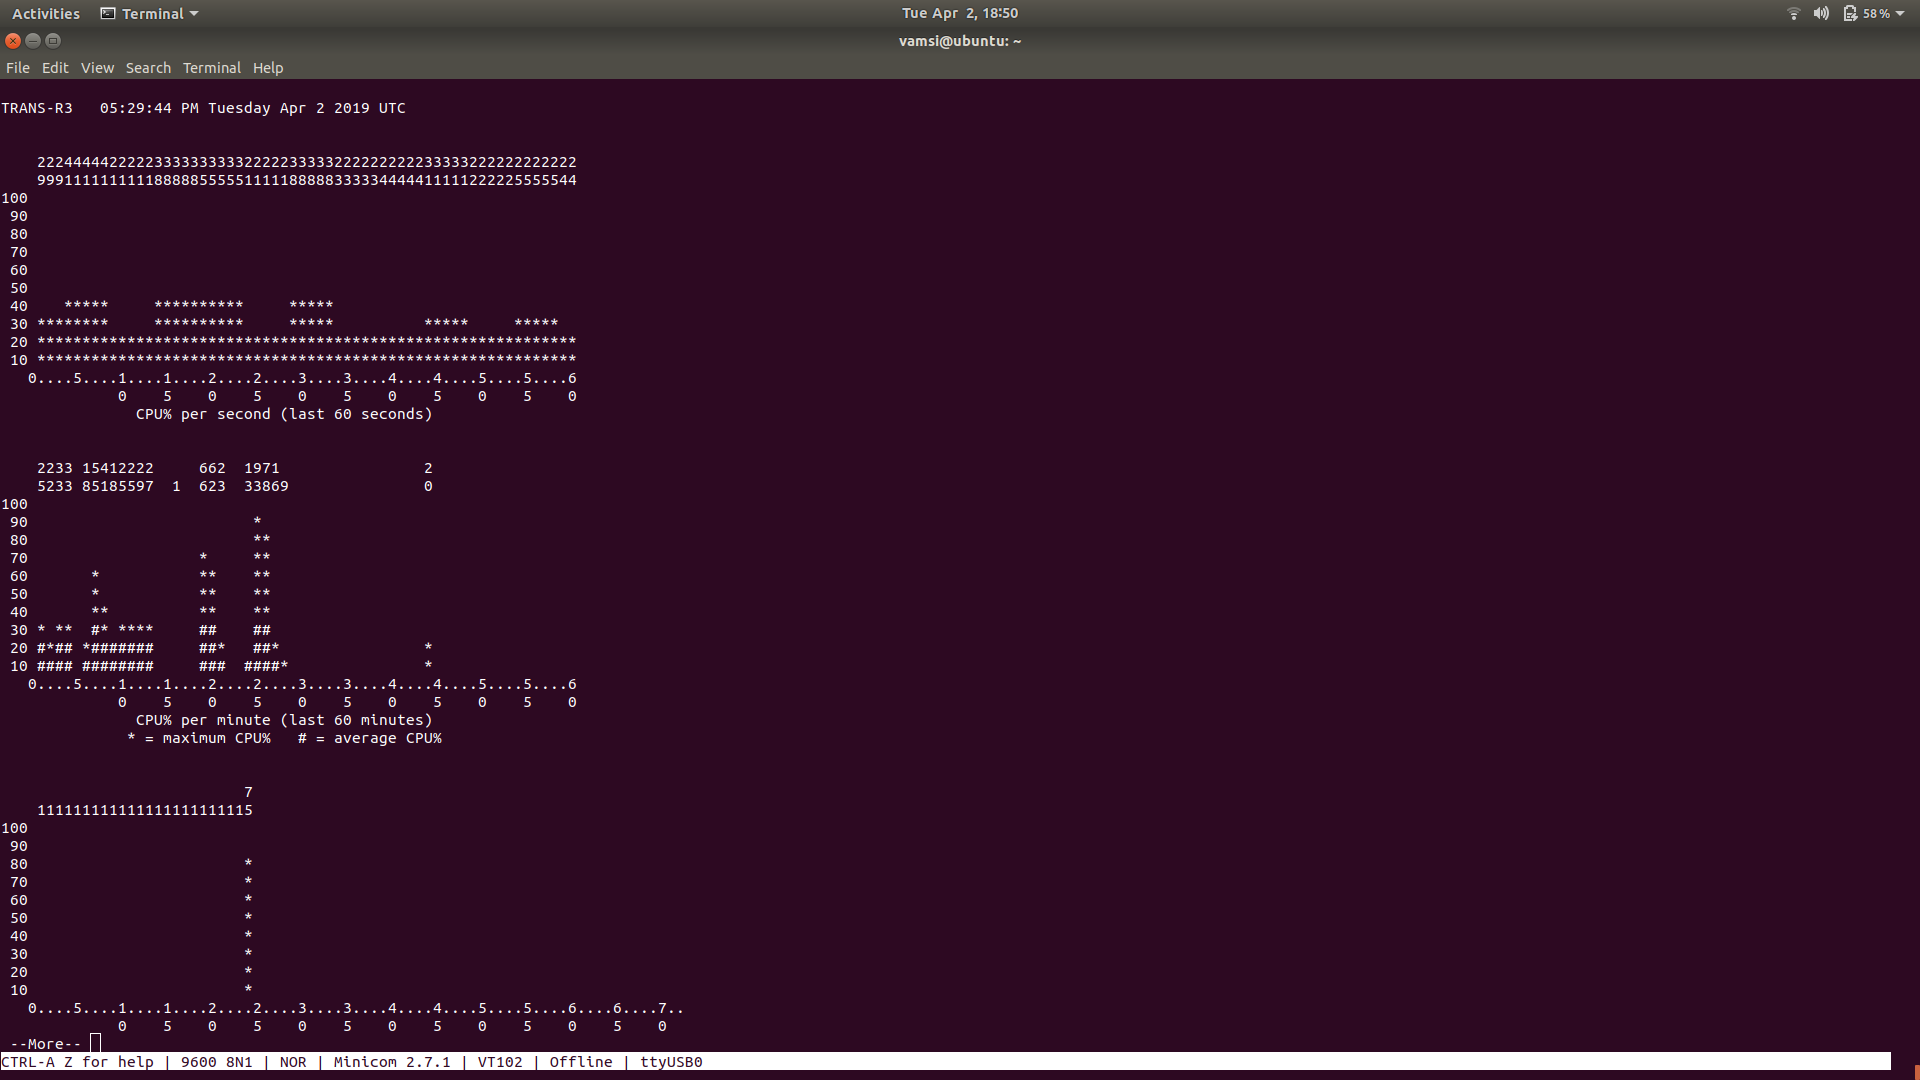 Activities Terminal Tue Apr 2, 18:50 58 %
vamsi@ubuntu: ~
File Edit View Search Terminal Help
TRANS-R3   05:29:44 PM Tuesday Apr 2 2019 UTC
    222444442222233333333332222233333222222222233333222222222222
    999111111111188888555551111188888333334444411111222225555544
100
 90
 80
 70
 60
 50
 40    *****     **********     *****
 30 ********     **********     *****          *****     *****
 20 ************************************************************
 10 ************************************************************
   0....5....1....1....2....2....3....3....4....4....5....5....6
             0    5    0    5    0    5    0    5    0    5    0
               CPU% per second (last 60 seconds)
    2233 15412222     662  1971                2
    5233 85185597  1  623  33869               0
100
 90                         *
 80                         **
 70                   *     **
 60       *           **    **
 50       *           **    **
 40       **          **    **
 30 * **  #* ****     ##    ##
 20 #*## *#######     ##*   ##*                *
 10 #### ########     ###  ####*               *
   0....5....1....1....2....2....3....3....4....4....5....5....6
             0    5    0    5    0    5    0    5    0    5    0
               CPU% per minute (last 60 minutes)
              * = maximum CPU%   # = average CPU%
                           7
    111111111111111111111115
100
 90
 80                        *
 70                        *
 60                        *
 50                        *
 40                        *
 30                        *
 20                        *
 10                        *
   0....5....1....1....2....2....3....3....4....4....5....5....6....6....7..
             0    5    0    5    0    5    0    5    0    5    0    5    0
 --More--
CTRL-A Z for help | 9600 8N1 | NOR | Minicom 2.7.1 | VT102 | Offline | ttyUSB0